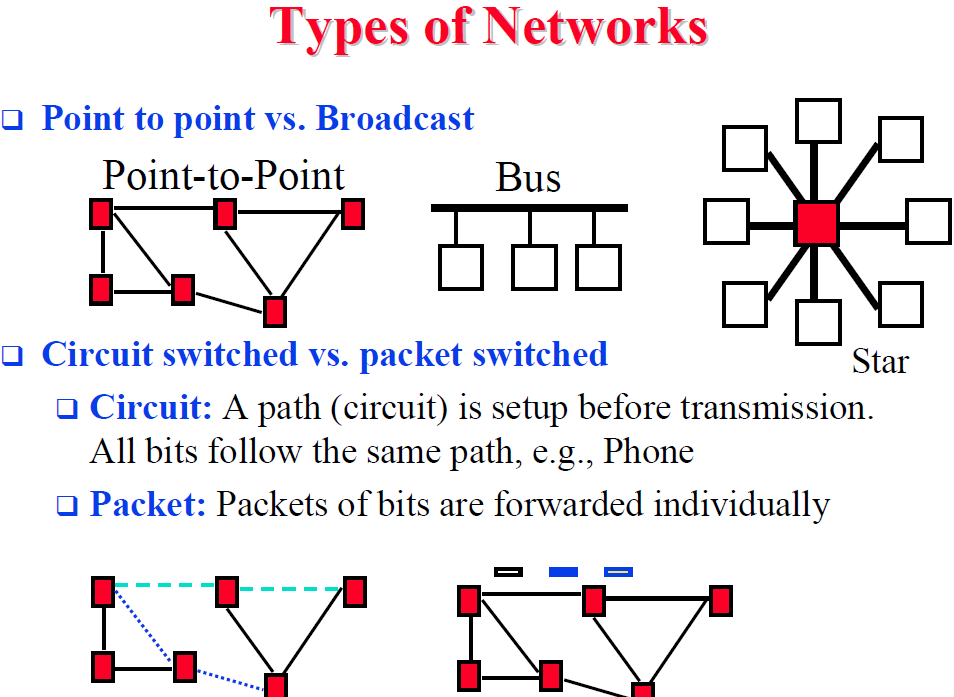 Types of Networks
Point to point vs. Broadcast
Point-to-Point
Bus
Star
Circuit switched vs. packet switched
Circuit: A path (circuit) is setup before transmission.
All bits follow the same path, e.g., Phone
Packet: Packets of bits are forwarded individually